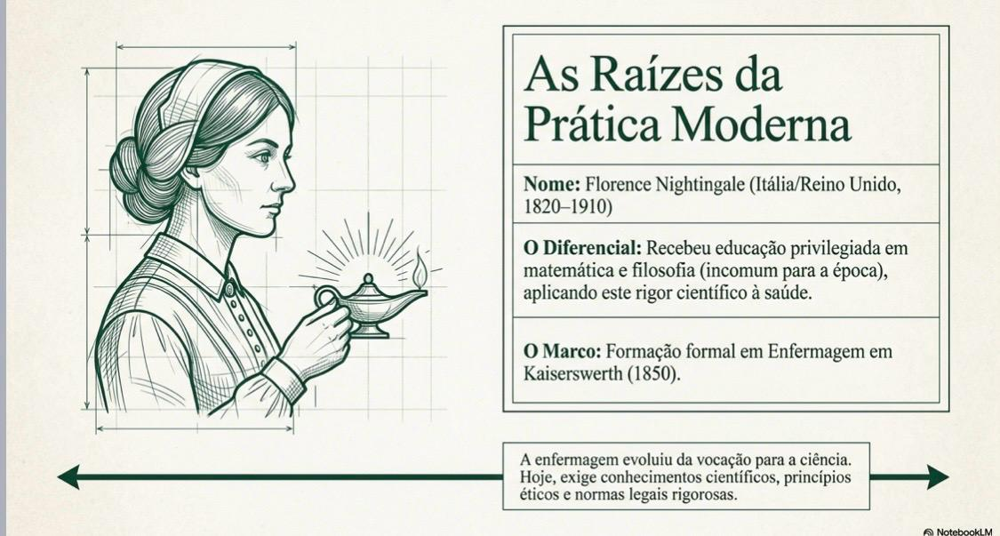 As Raízes da
Prática Moderna
Nome: Florence Nightingale (Itália/Reino Unido,
1820–1910)
O Diferencial: Recebeu educação privilegiada em
matemática e filosofia (incomum para a época),
aplicando este rigor científico à saúde.
O Marco: Formação formal em Enfermagem em
Kaiserswerth (1850).
A enfermagem evoluiu da vocação para a ciência.
Hoje, exige conhecimentos científicos, princípios
éticos e normas legais rigorosas.
NotebookLM